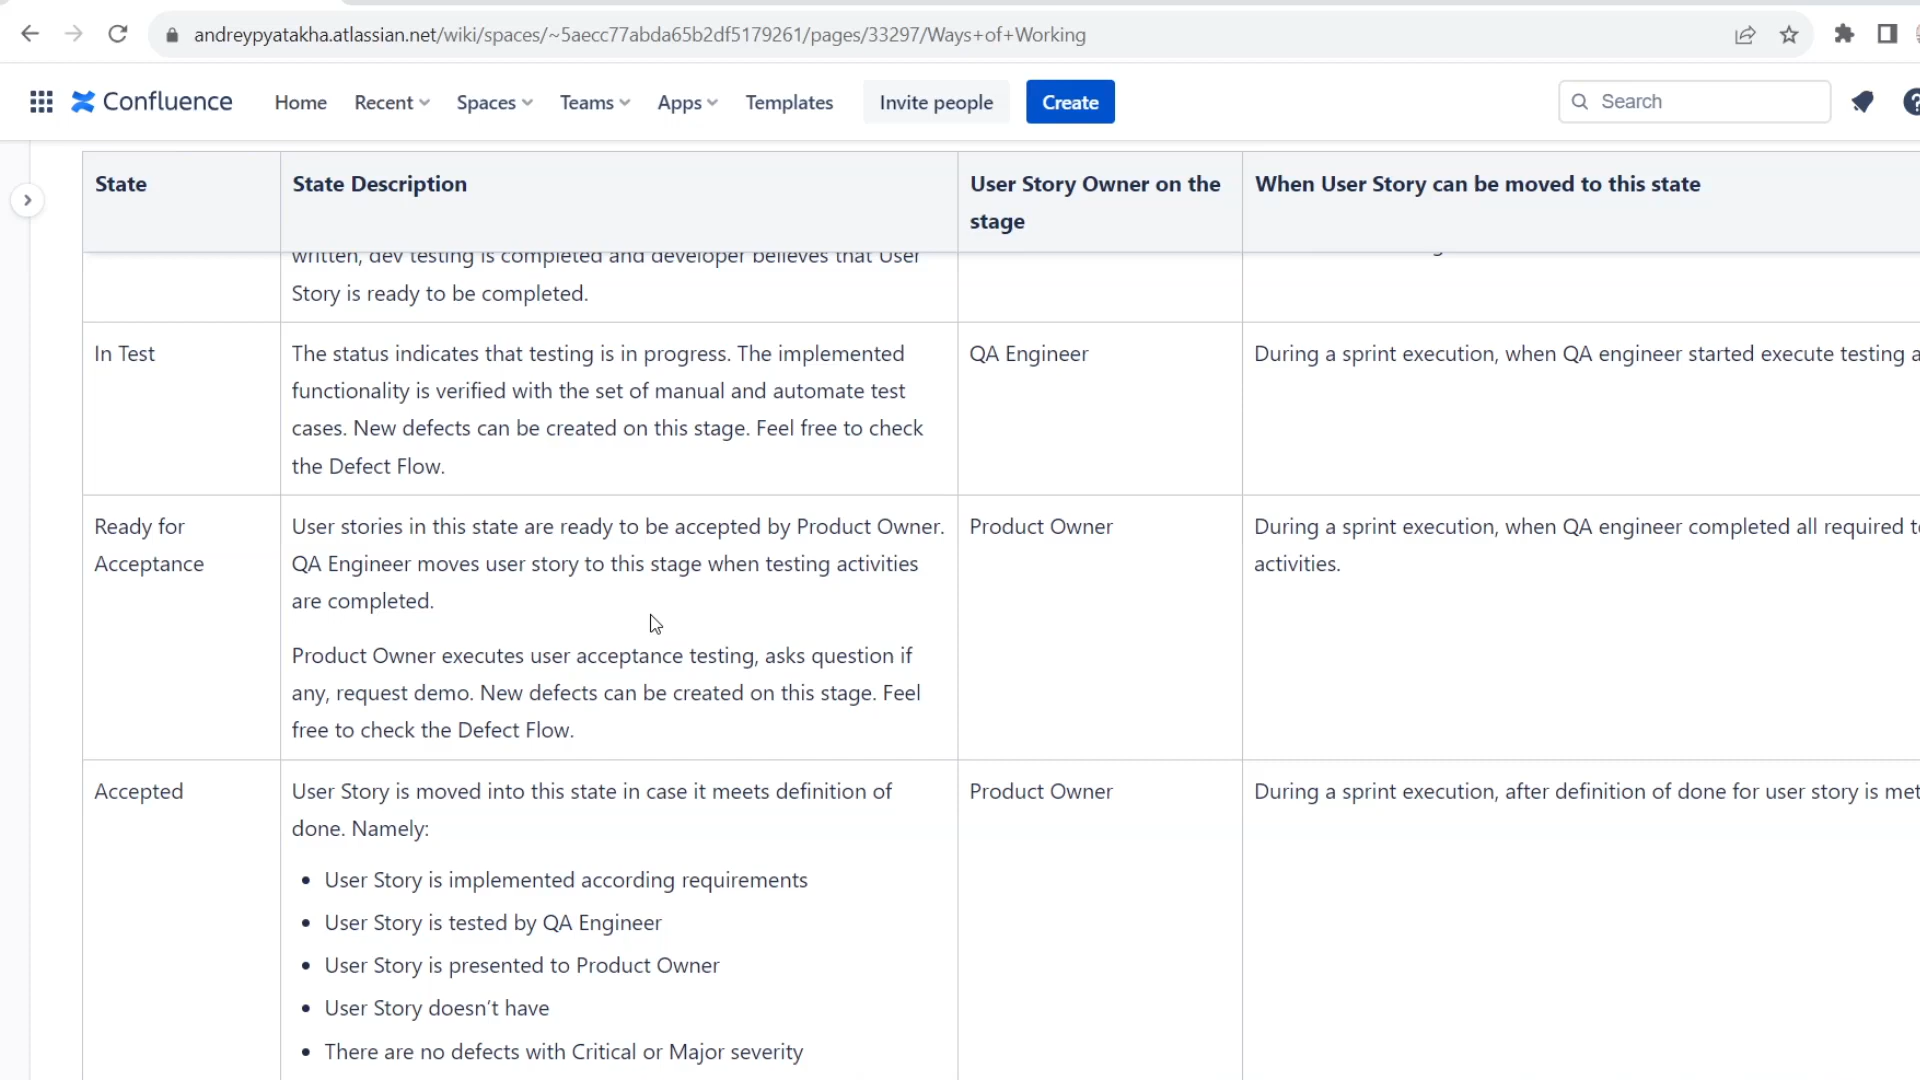 andreypyatakha.atlassian.net/wiki/spaces/~5aecc77abda65b2df5179261/pages/33297/Ways+of+Working
Confluence Home Recent Spaces Teams Apps Templates Invite people Create Search
State State Description User Story Owner on the When User Story can be moved to this state
stage
written, dev testing is completed and developer believes that User
Story is ready to be completed.
In Test The status indicates that testing is in progress. The implemented QA Engineer During a sprint execution, when QA engineer started execute testing a
functionality is verified with the set of manual and automate test
cases. New defects can be created on this stage. Feel free to check
the Defect Flow.
Ready for User stories in this state are ready to be accepted by Product Owner. Product Owner During a sprint execution, when QA engineer completed all required t
Acceptance QA Engineer moves user story to this stage when testing activities activities.
are completed.
Product Owner executes user acceptance testing, asks question if
any, request demo. New defects can be created on this stage. Feel
free to check the Defect Flow.
Accepted User Story is moved into this state in case it meets definition of Product Owner During a sprint execution, after definition of done for user story is met
done. Namely:
• User Story is implemented according requirements
• User Story is tested by QA Engineer
• User Story is presented to Product Owner
• User Story doesn't have
• There are no defects with Critical or Major severity